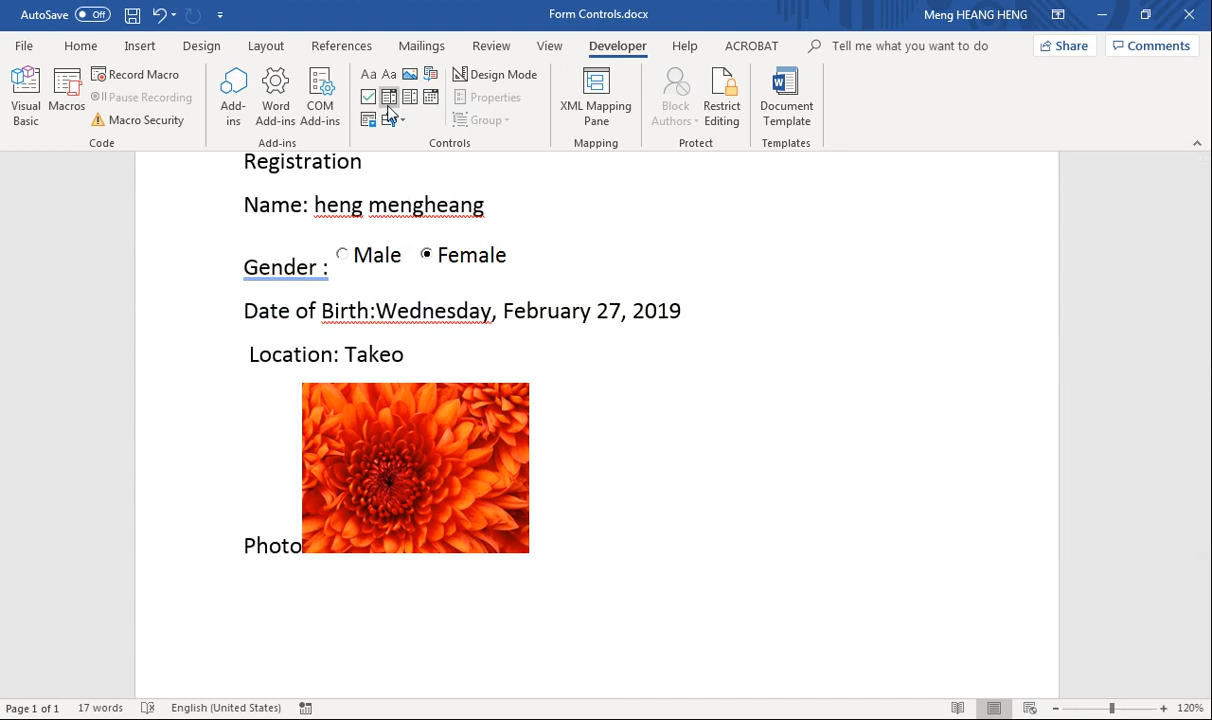 AutoSave Off Form Controls.docx Meng HEANG HENG
File Home Insert Design Layout References Mailings Review View Developer Help ACROBAT Tell me what you want to do Share Comments
Visual Basic
Macros
Record Macro
Pause Recording
Macro Security
Code
Add-ins
Word Add-ins
COM Add-ins
Add-ins
Aa Aa
Design Mode
Properties
Group
Controls
XML Mapping Pane
Mapping
Block Authors
Restrict Editing
Protect
Document Template
Templates
Registration
Name: heng mengheang
Gender : Male Female
Date of Birth:Wednesday, February 27, 2019
Location: Takeo
Photo
Page 1 of 1 17 words English (United States) 120%